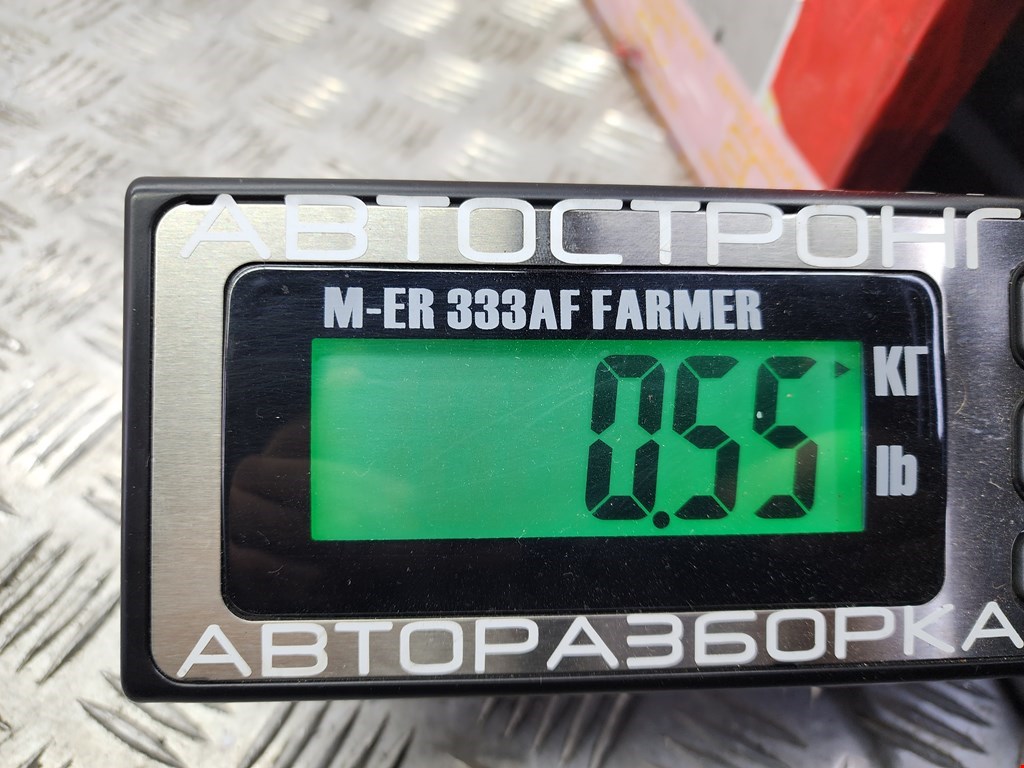 АВТОСТРОНГ
M-ER 333AF FARMER
0.55
КГ
lb
АВТОРАЗБОРКА